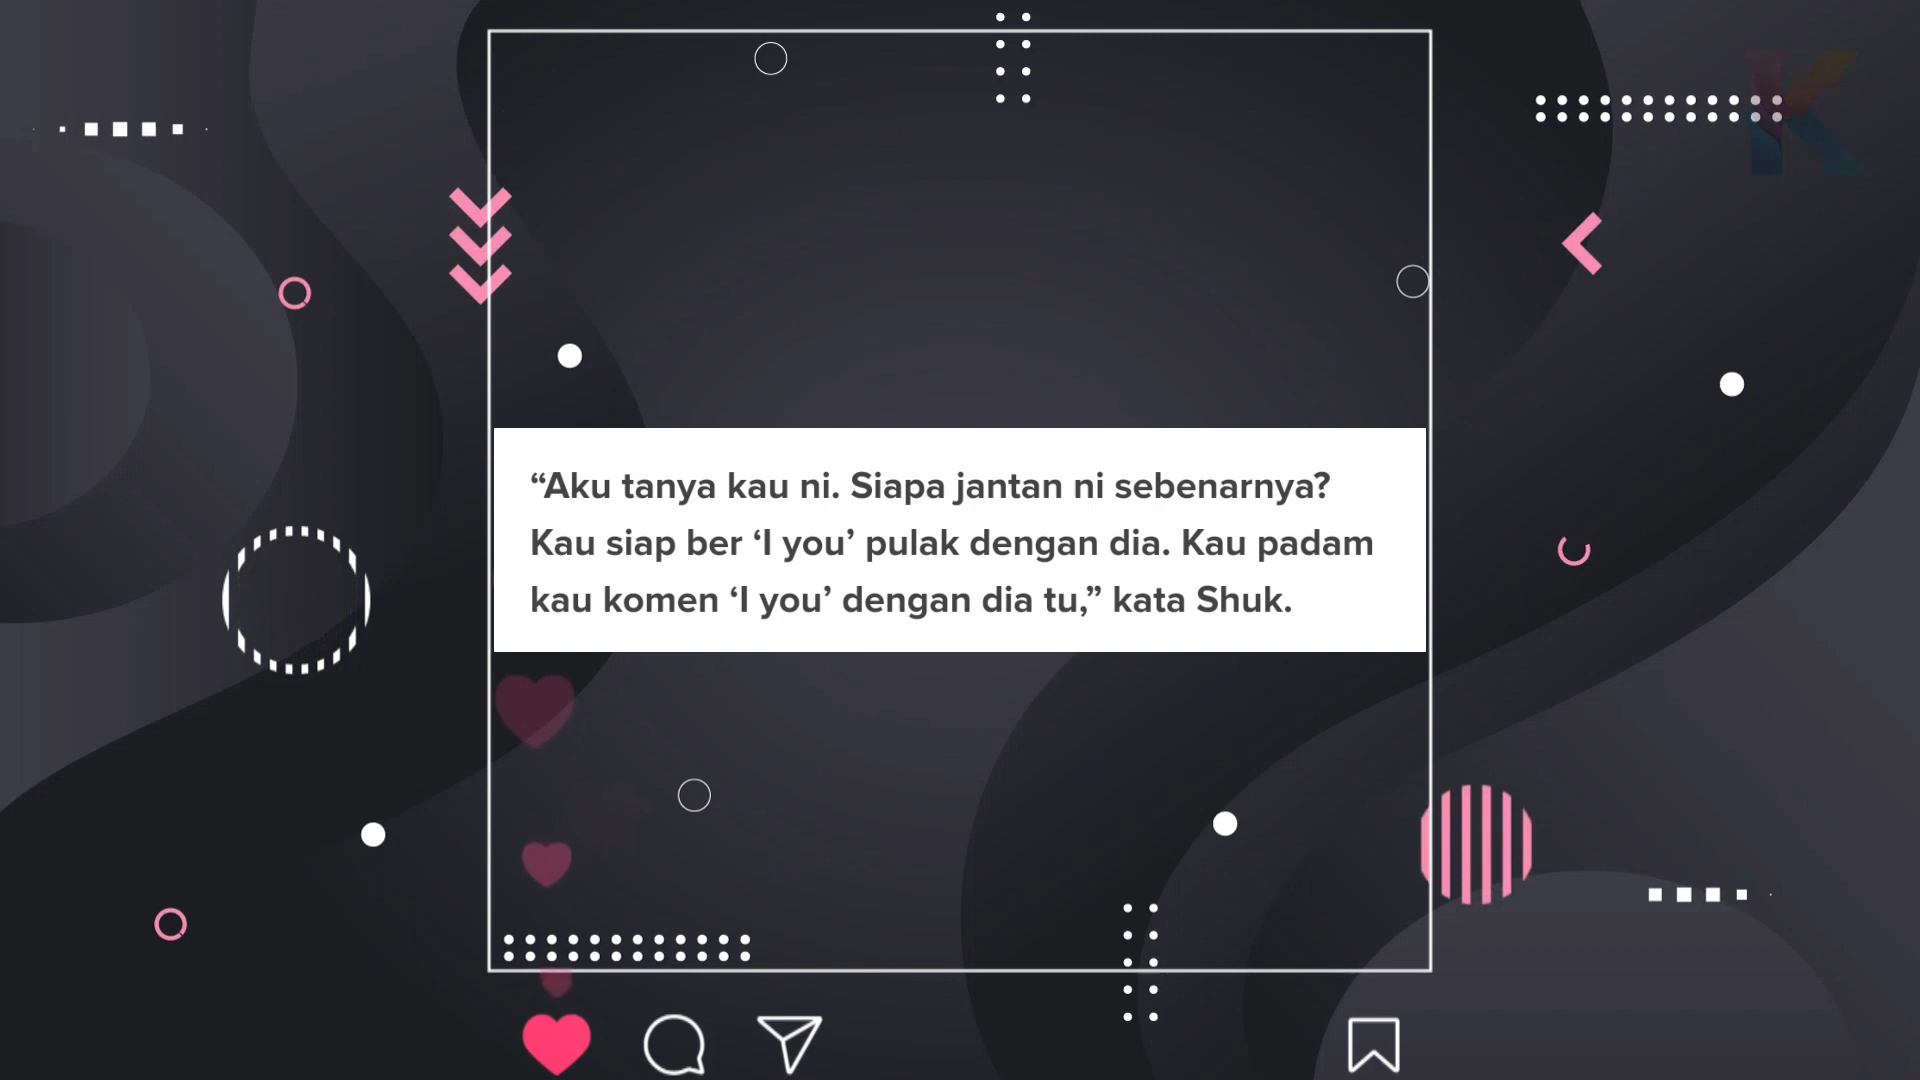 “Aku tanya kau ni. Siapa jantan ni sebenarnya?
Kau siap ber ‘I you’ pulak dengan dia. Kau padam
kau komen ‘I you’ dengan dia tu,” kata Shuk.
K